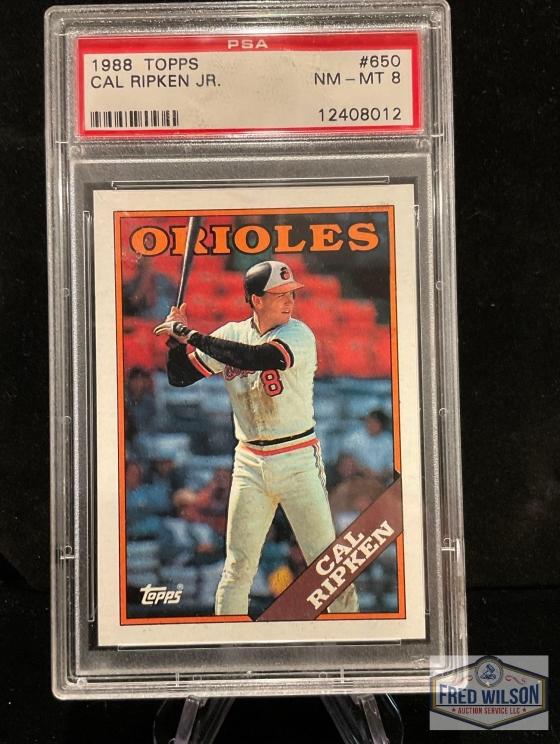 PSA
1988 TOPPS #650
CAL RIPKEN JR. NM-MT 8
12408012
ORIOLES
8
CAL
RIPKEN
topps
FRED WILSON
AUCTION SERVICE LLC